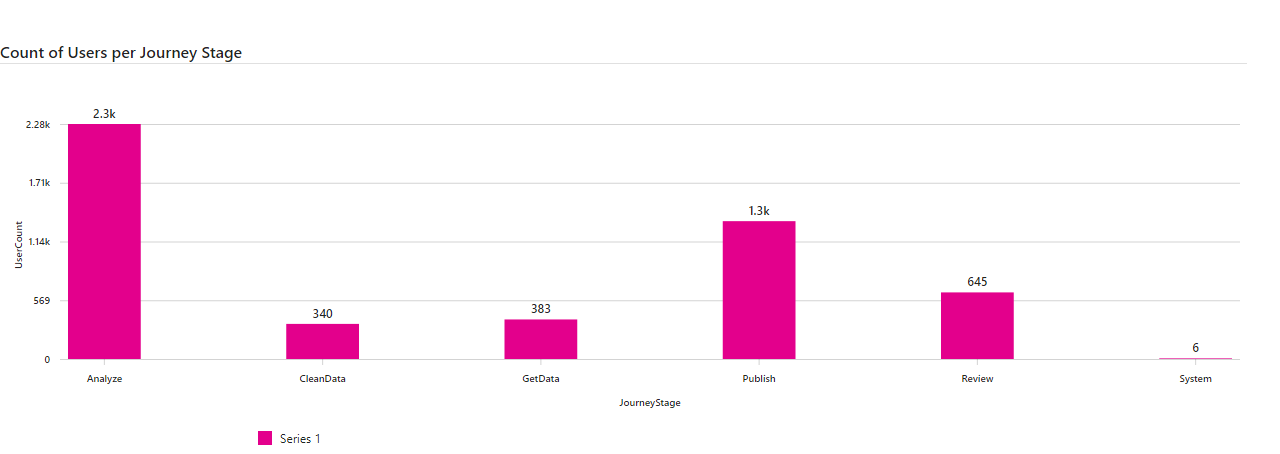 Count of Users per Journey Stage
2.3k
2.28k
1.71k
1.3k
UserCount
1.14k
645
569
340
383
6
0
Analyze
CleanData
GetData
Publish
Review
System
JourneyStage
Series 1